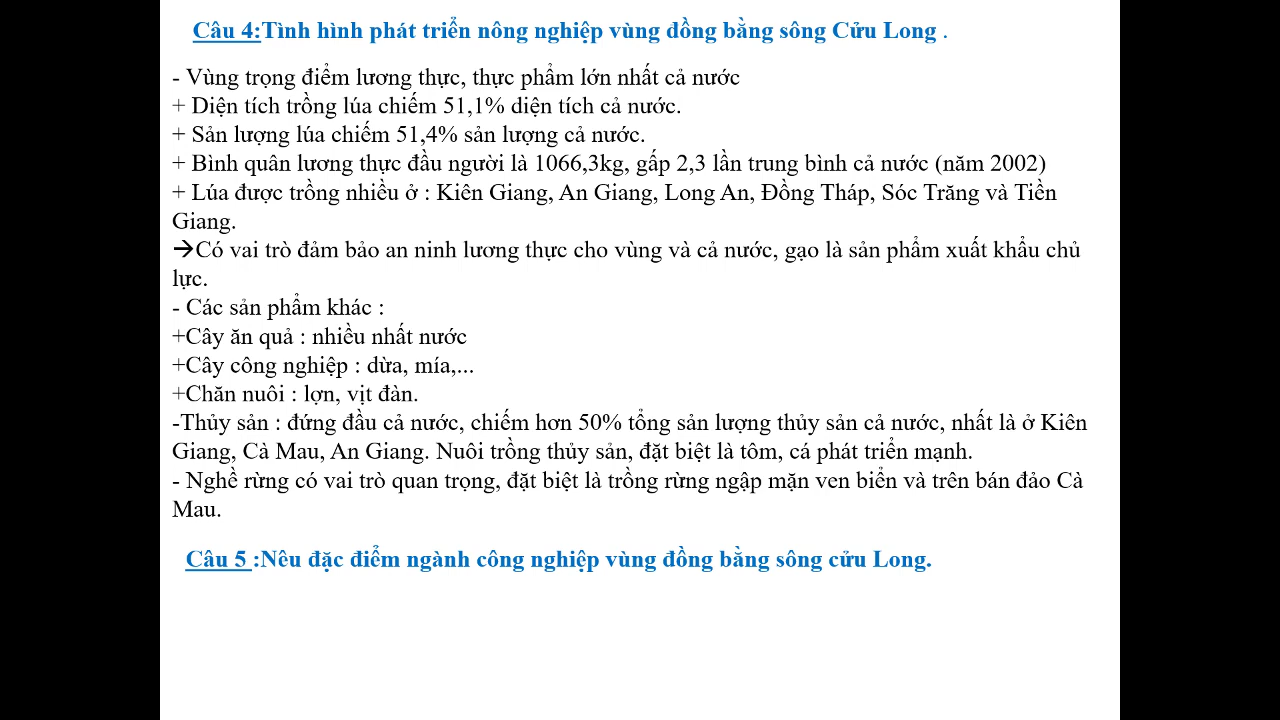 Câu 4:Tình hình phát triển nông nghiệp vùng đồng bằng sông Cửu Long .
- Vùng trọng điểm lương thực, thực phẩm lớn nhất cả nước
+ Diện tích trồng lúa chiếm 51,1% diện tích cả nước.
+ Sản lượng lúa chiếm 51,4% sản lượng cả nước.
+ Bình quân lương thực đầu người là 1066,3kg, gấp 2,3 lần trung bình cả nước (năm 2002)
+ Lúa được trồng nhiều ở : Kiên Giang, An Giang, Long An, Đồng Tháp, Sóc Trăng và Tiền
Giang.
→Có vai trò đảm bảo an ninh lương thực cho vùng và cả nước, gạo là sản phẩm xuất khẩu chủ
lực.
- Các sản phẩm khác :
+Cây ăn quả : nhiều nhất nước
+Cây công nghiệp : dừa, mía,...
+Chăn nuôi : lợn, vịt đàn.
-Thủy sản : đứng đầu cả nước, chiếm hơn 50% tổng sản lượng thủy sản cả nước, nhất là ở Kiên
Giang, Cà Mau, An Giang. Nuôi trồng thủy sản, đặt biệt là tôm, cá phát triển mạnh.
- Nghề rừng có vai trò quan trọng, đặt biệt là trồng rừng ngập mặn ven biển và trên bán đảo Cà
Mau.
Câu 5 :Nêu đặc điểm ngành công nghiệp vùng đồng bằng sông cửu Long.